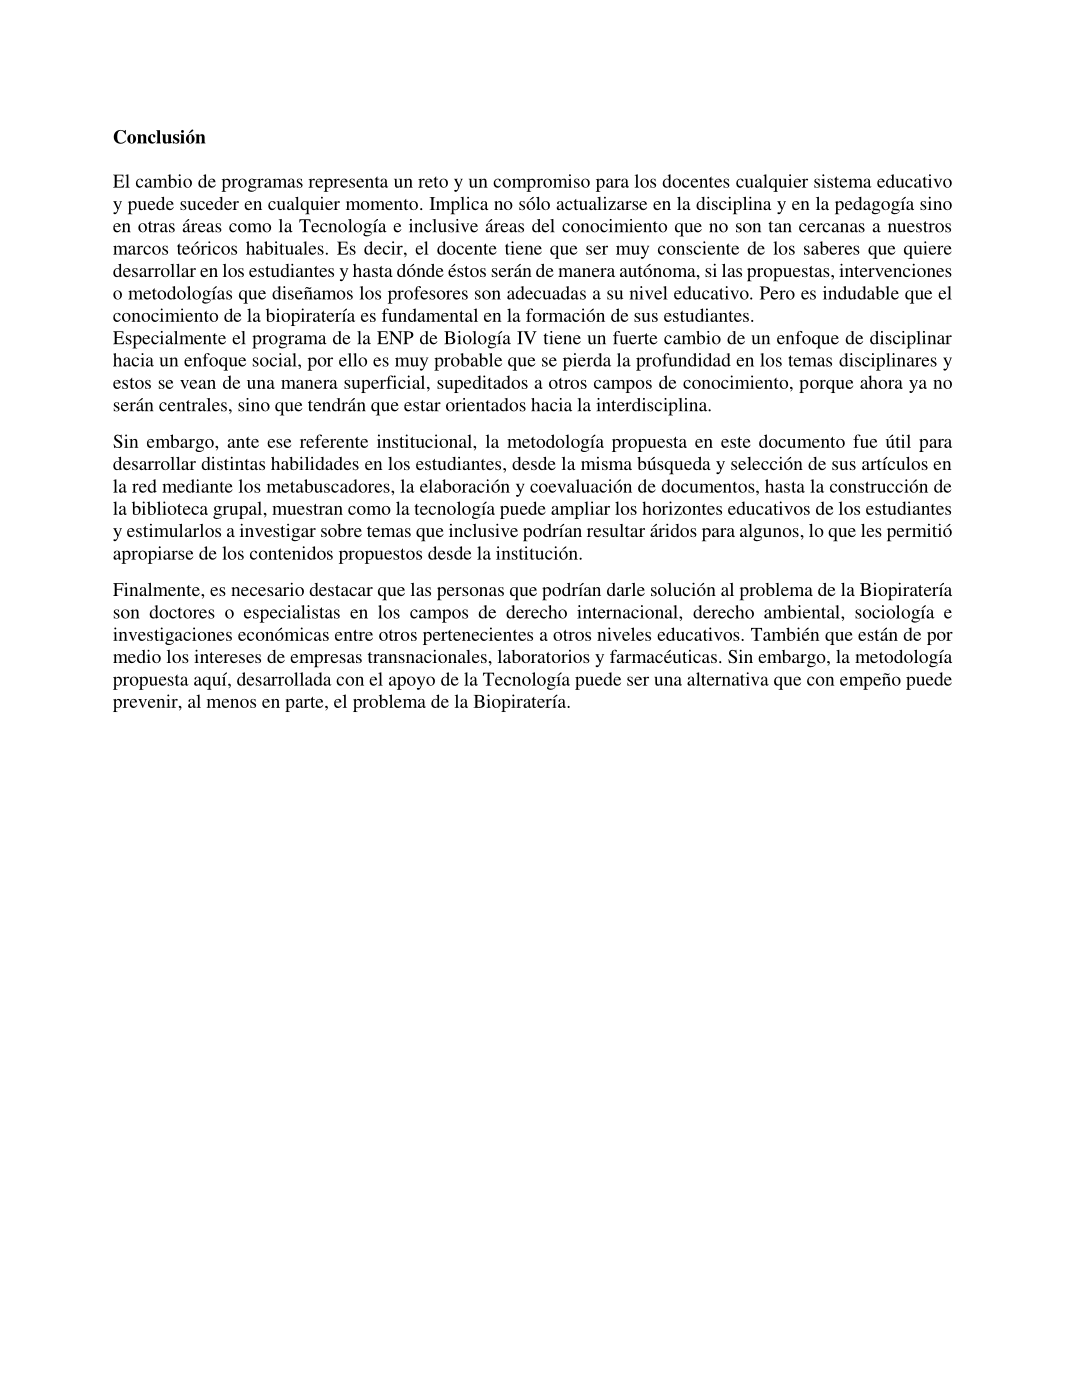 Conclusión
El cambio de programas representa un reto y un compromiso para los docentes cualquier sistema educativo
y puede suceder en cualquier momento. Implica no sólo actualizarse en la disciplina y en la pedagogía sino
en otras áreas como la Tecnología e inclusive áreas del conocimiento que no son tan cercanas a nuestros
marcos teóricos habituales. Es decir, el docente tiene que ser muy consciente de los saberes que quiere
desarrollar en los estudiantes y hasta dónde éstos serán de manera autónoma, si las propuestas, intervenciones
o metodologías que diseñamos los profesores son adecuadas a su nivel educativo. Pero es indudable que el
conocimiento de la biopiratería es fundamental en la formación de sus estudiantes.
Especialmente el programa de la ENP de Biología IV tiene un fuerte cambio de un enfoque de disciplinar
hacia un enfoque social, por ello es muy probable que se pierda la profundidad en los temas disciplinares y
estos se vean de una manera superficial, supeditados a otros campos de conocimiento, porque ahora ya no
serán centrales, sino que tendrán que estar orientados hacia la interdisciplina.
Sin embargo, ante ese referente institucional, la metodología propuesta en este documento fue útil para
desarrollar distintas habilidades en los estudiantes, desde la misma búsqueda y selección de sus artículos en
la red mediante los metabuscadores, la elaboración y coevaluación de documentos, hasta la construcción de
la biblioteca grupal, muestran como la tecnología puede ampliar los horizontes educativos de los estudiantes
y estimularlos a investigar sobre temas que inclusive podrían resultar áridos para algunos, lo que les permitió
apropiarse de los contenidos propuestos desde la institución.
Finalmente, es necesario destacar que las personas que podrían darle solución al problema de la Biopiratería
son doctores o especialistas en los campos de derecho internacional, derecho ambiental, sociología e
investigaciones económicas entre otros pertenecientes a otros niveles educativos. También que están de por
medio los intereses de empresas transnacionales, laboratorios y farmacéuticas. Sin embargo, la metodología
propuesta aquí, desarrollada con el apoyo de la Tecnología puede ser una alternativa que con empeño puede
prevenir, al menos en parte, el problema de la Biopiratería.